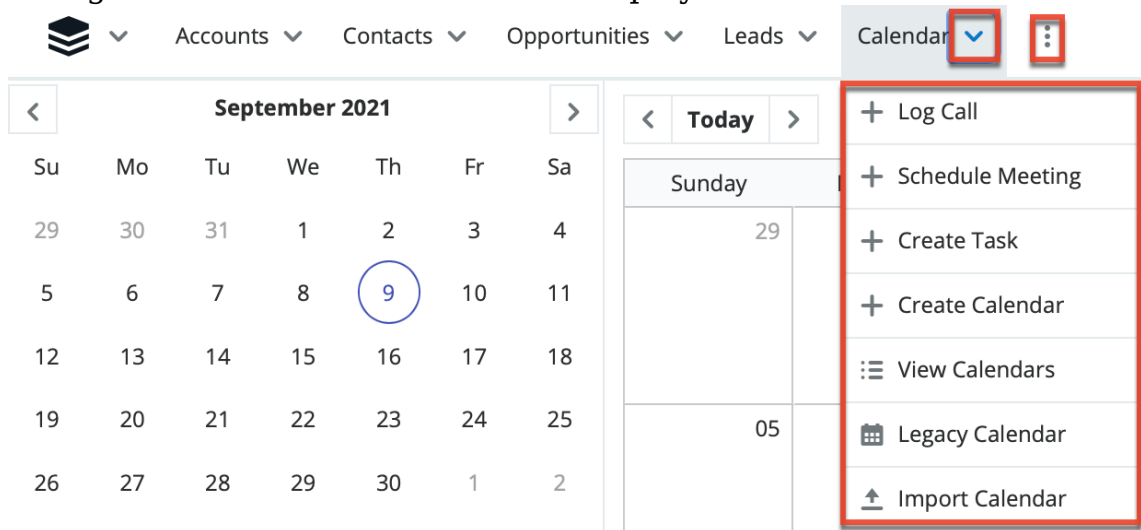 Accounts Contacts Opportunities Leads Calendar
September 2021
Su Mo Tu We Th Fr Sa
29 30 31 1 2 3 4
5 6 7 8 9 10 11
12 13 14 15 16 17 18
19 20 21 22 23 24 25
26 27 28 29 30 1 2
Today
Sunday
29
05
Log Call
Schedule Meeting
Create Task
Create Calendar
View Calendars
Legacy Calendar
Import Calendar